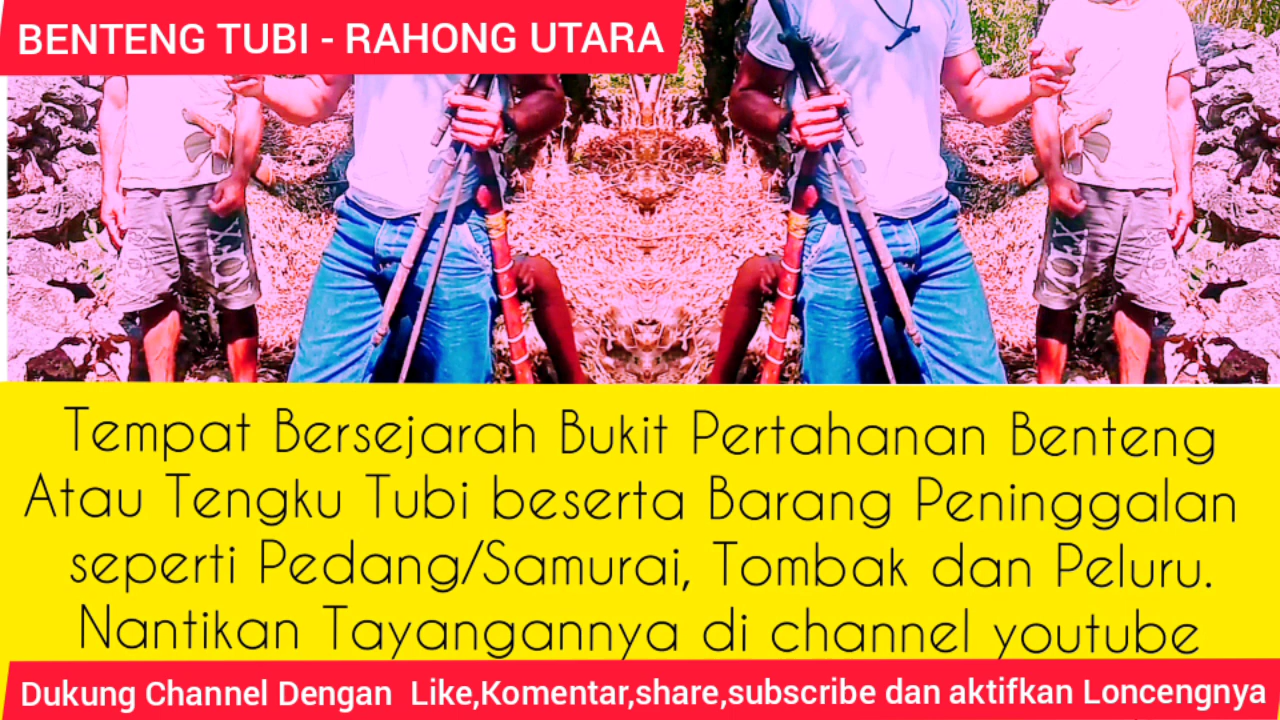 BENTENG TUBI - RAHONG UTARA
Tempat Bersejarah Bukit Pertahanan Benteng
Atau Tengku Tubi beserta Barang Peninggalan
seperti Pedang/Samurai, Tombak dan Peluru.
Nantikan Tayangannya di channel youtube
Dukung Channel Dengan Like,Komentar,share,subscribe dan aktifkan Loncengnya